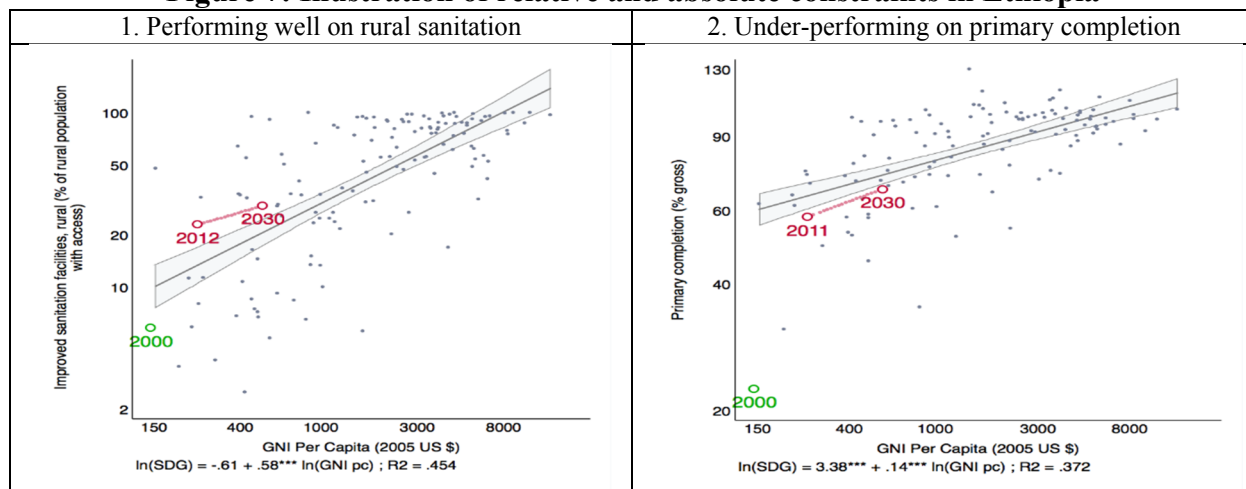 1. Performing well on rural sanitation
2. Under-performing on primary completion
Improved sanitation facilities, rural (% of rural population
with access)
100
50
20
10
2
2012
2030
2000
150 400 1000 3000 8000
GNI Per Capita (2005 US $)
ln(SDG) = -.61 + .58*** ln(GNI pc) ; R2 = .454
Primary completion (% gross)
130
90
60
40
20
2030
2011
2000
150 400 1000 3000 8000
GNI Per Capita (2005 US $)
ln(SDG) = 3.38*** + .14*** ln(GNI pc) ; R2 = .372